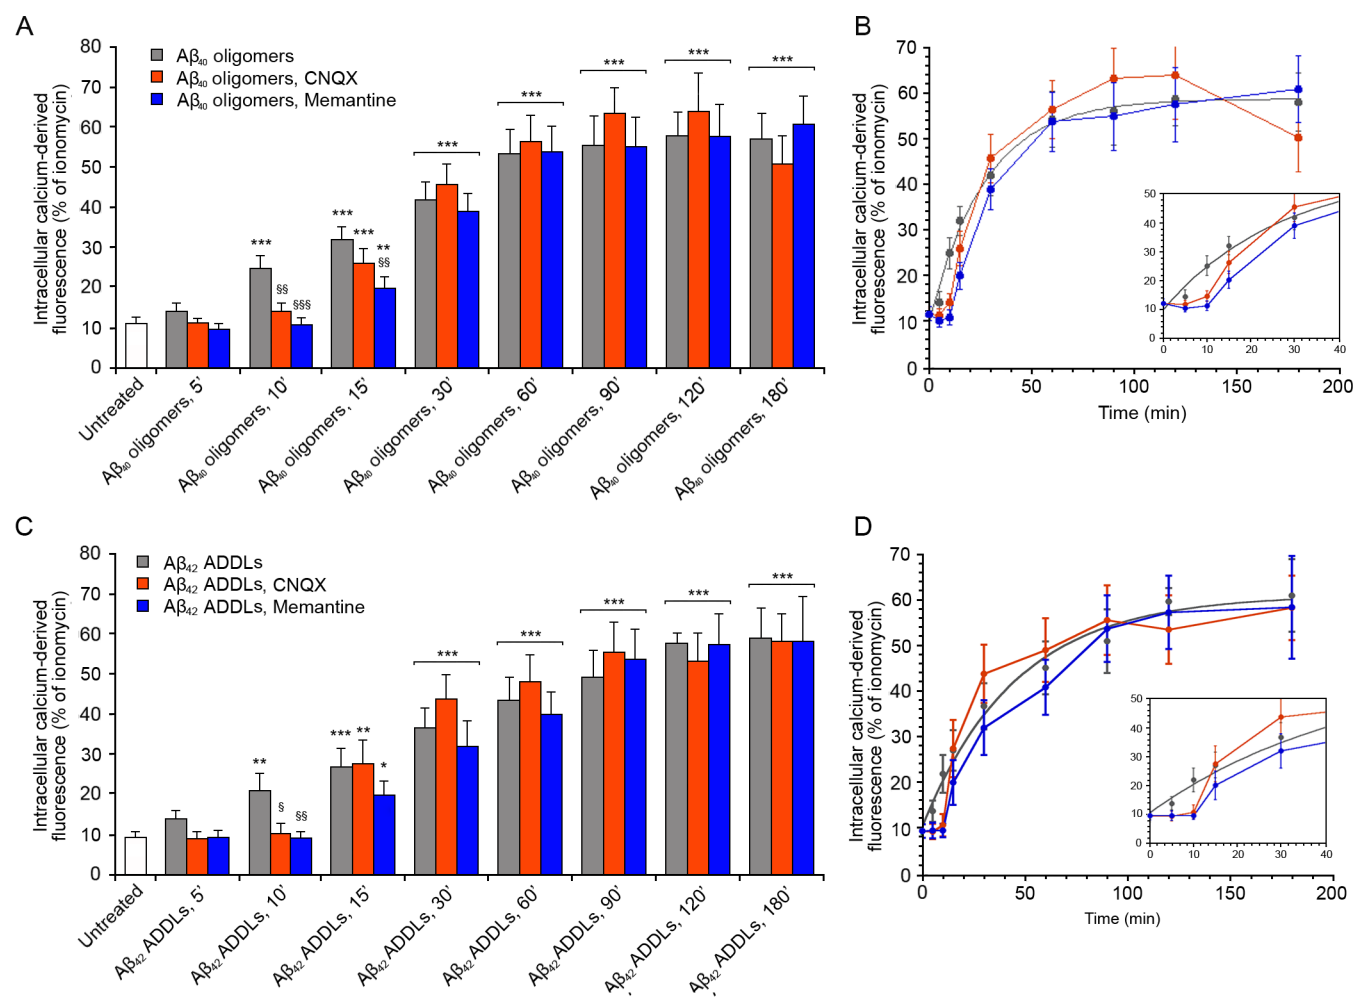 A
Intracellular calcium-derived
fluorescence (% of ionomycin)
80
70
60
50
40
30
20
10
0
Aβ₄₀ oligomers
Aβ₄₀ oligomers, CNQX
Aβ₄₀ oligomers, Memantine
***
§§
§§§
***
***
**
§§
***
***
***
***
***
Untreated
Aβ₄₀ oligomers, 5'
Aβ₄₀ oligomers, 10'
Aβ₄₀ oligomers, 15'
Aβ₄₀ oligomers, 30'
Aβ₄₀ oligomers, 60'
Aβ₄₀ oligomers, 90'
Aβ₄₀ oligomers, 120'
Aβ₄₀ oligomers, 180'
B
Intracellular calcium-derived
fluorescence (% of ionomycin)
70
60
50
40
30
20
10
0
0 50 100 150 200
Time (min)
50
40
30
20
10
0
0 10 20 30 40
C
Intracellular calcium-derived
fluorescence (% of ionomycin)
80
70
60
50
40
30
20
10
0
Aβ₄₂ ADDLs
Aβ₄₂ ADDLs, CNQX
Aβ₄₂ ADDLs, Memantine
**
§
§§
***
**
*
***
***
***
***
***
Untreated
Aβ₄₂ ADDLs, 5'
Aβ₄₂ ADDLs, 10'
Aβ₄₂ ADDLs, 15'
Aβ₄₂ ADDLs, 30'
Aβ₄₂ ADDLs, 60'
Aβ₄₂ ADDLs, 90'
Aβ₄₂ ADDLs, 120'
Aβ₄₂ ADDLs, 180'
D
Intracellular calcium-derived
fluorescence (% of ionomycin)
70
60
50
40
30
20
10
0
0 50 100 150 200
Time (min)
50
40
30
20
10
0
0 10 20 30 40